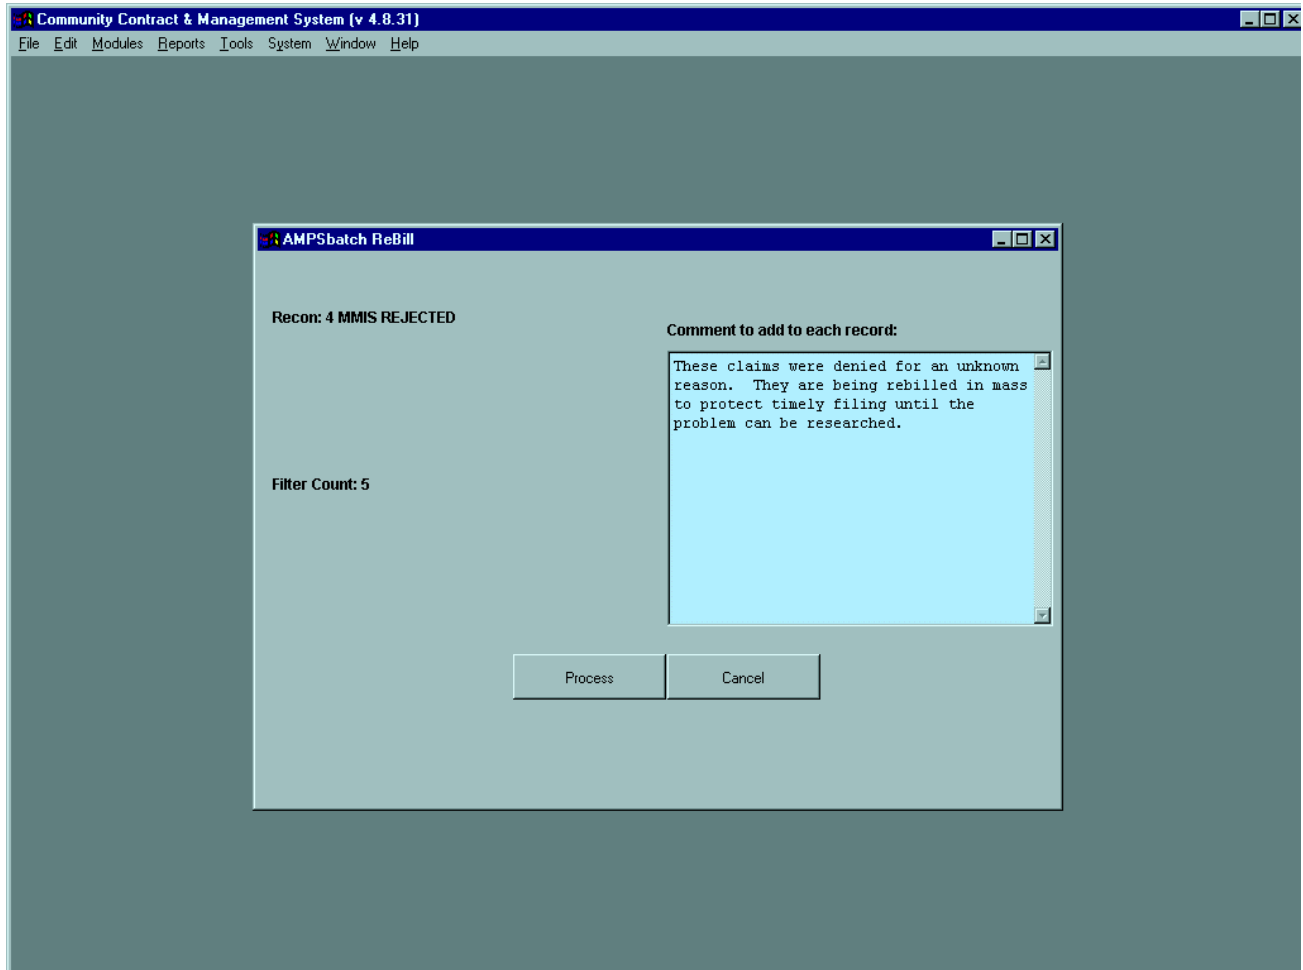 Community Contract & Management System (v 4.8.31)
File Edit Modules Reports Tools System Window Help
AMPSbatch ReBill
Recon: 4 MMIS REJECTED
Comment to add to each record:
These claims were denied for an unknown
reason.  They are being rebilled in mass
to protect timely filing until the
problem can be researched.
Filter Count: 5
Process Cancel